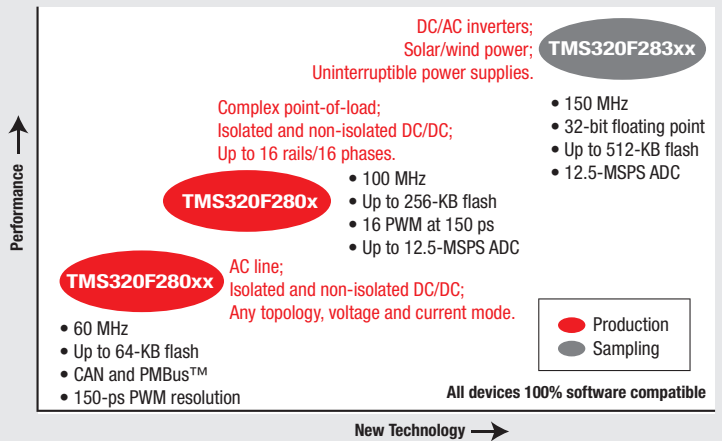 DC/AC inverters;
Solar/wind power;
Uninterruptible power supplies.
TMS320F283xx
• 150 MHz
• 32-bit floating point
• Up to 512-KB flash
• 12.5-MSPS ADC
Complex point-of-load;
Isolated and non-isolated DC/DC;
Up to 16 rails/16 phases.
TMS320F280x
• 100 MHz
• Up to 256-KB flash
• 16 PWM at 150 ps
• Up to 12.5-MSPS ADC
TMS320F280xx
AC line;
Isolated and non-isolated DC/DC;
Any topology, voltage and current mode.
• 60 MHz
• Up to 64-KB flash
• CAN and PMBus™
• 150-ps PWM resolution
Production
Sampling
All devices 100% software compatible
Performance
New Technology